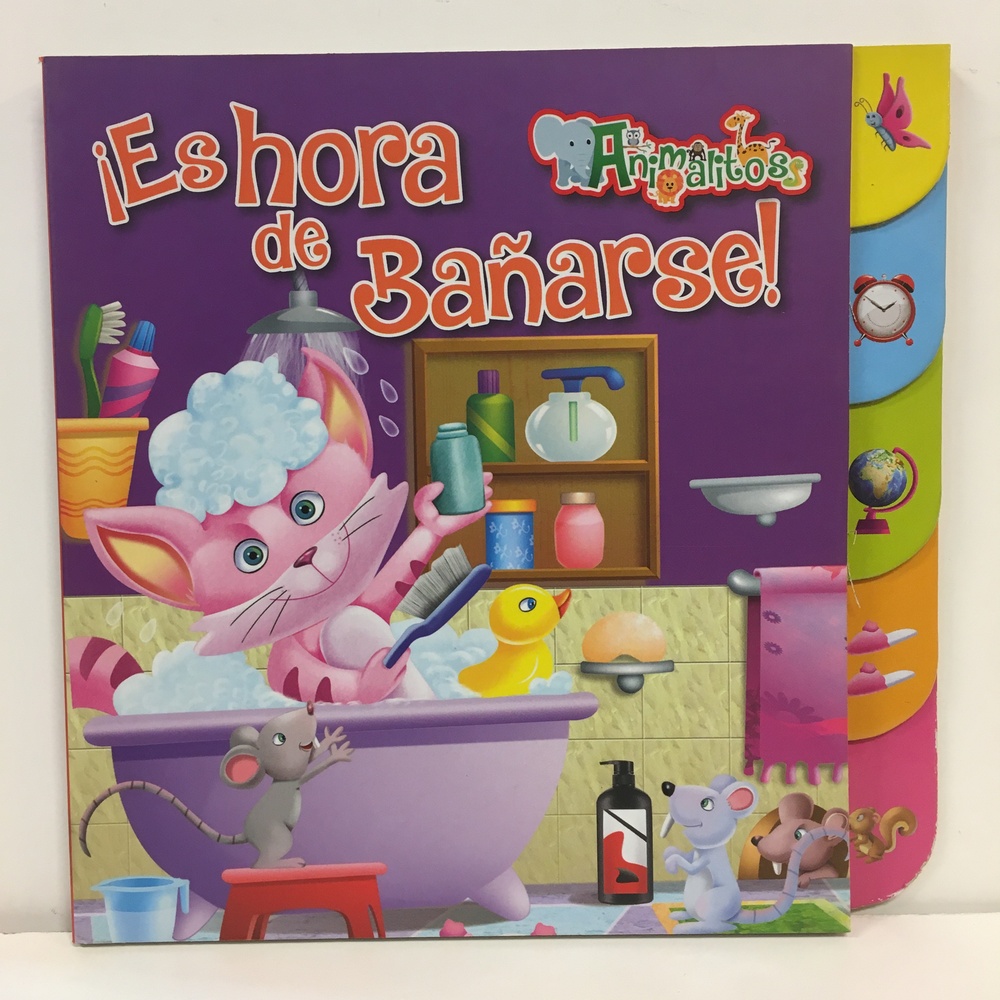 ¡Es hora
de Bañarse!
Animalitos